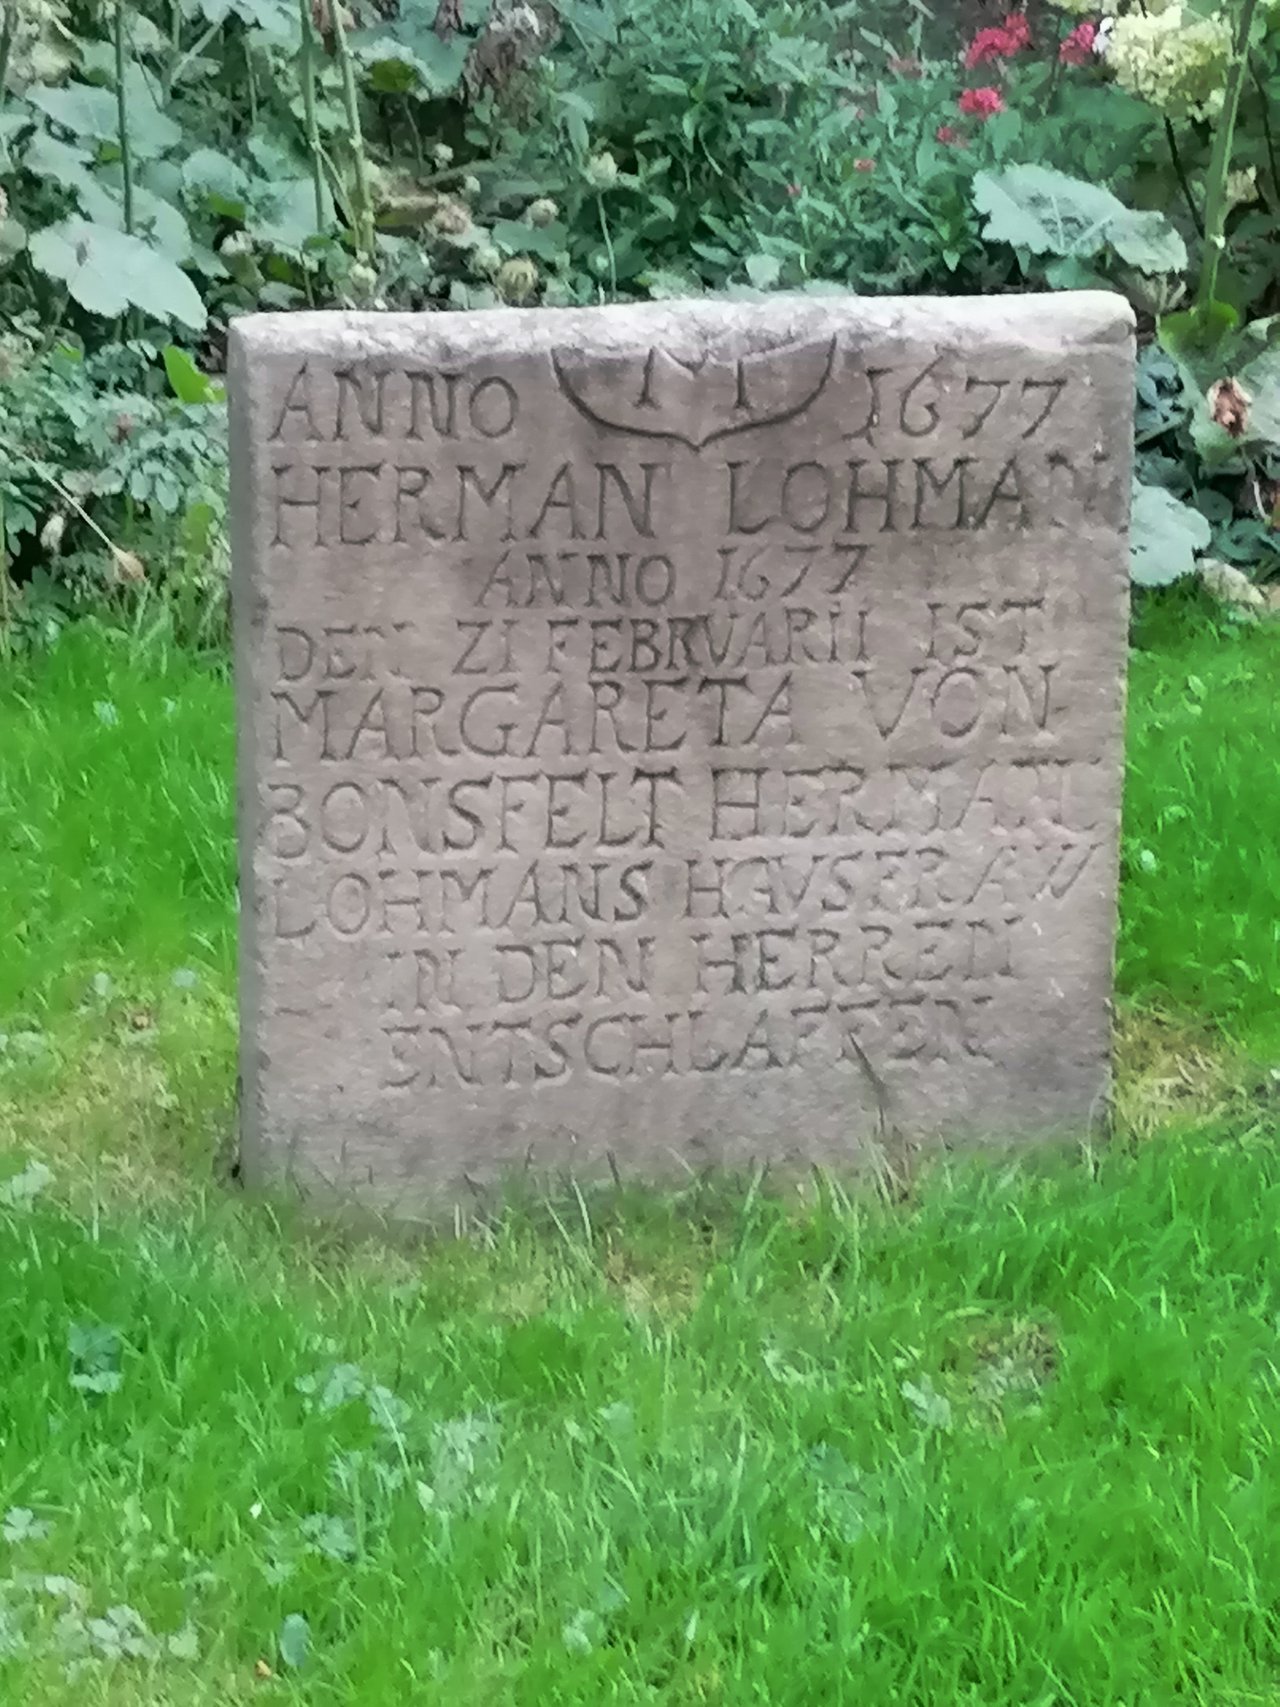 ANNO M 1677
HERMAN LOHMAN
ANNO 1677
DEN ZI FEBRVARII IST
MARGARETA VON
BONSFELT HERMAN
LOHMANS HAVSFRAW
IN DEN HERREN
ENTSCHLAFFEN